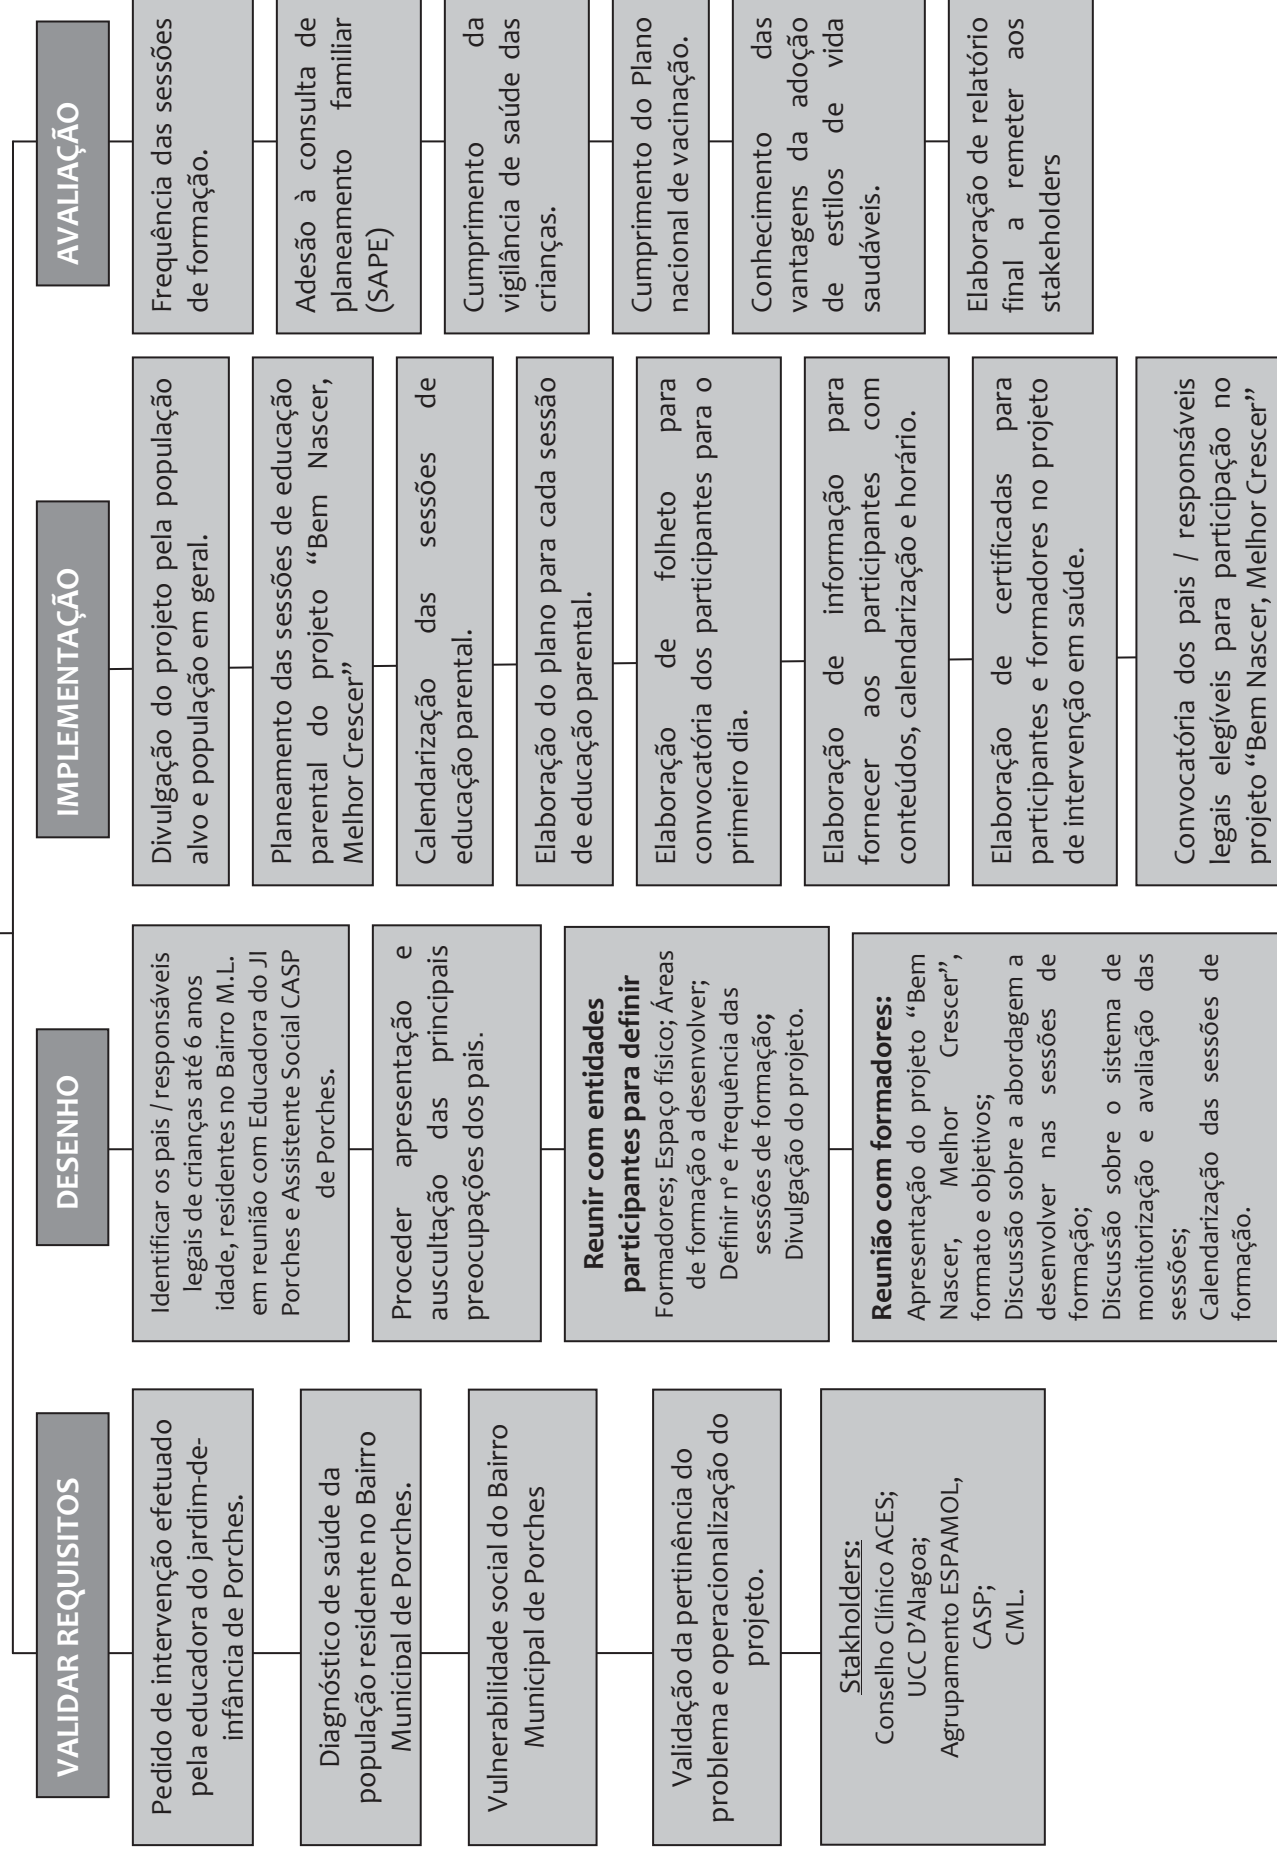 VALIDAR REQUISITOS
Pedido de intervenção efetuado
pela educadora do jardim-de-
infância de Porches.
Diagnóstico de saúde da
população residente no Bairro
Municipal de Porches.
Vulnerabilidade social do Bairro
Municipal de Porches
Validação da pertinência do
problema e operacionalização do
projeto.
Stakholders:
Conselho Clínico ACES;
UCC D'Alagoa;
Agrupamento ESPAMOL,
CASP;
CML.
DESENHO
Identificar os pais / responsáveis
legais de crianças até 6 anos
idade, residentes no Bairro M.L.
em reunião com Educadora do JI
Porches e Assistente Social CASP
de Porches.
Proceder apresentação e
auscultação das principais
preocupações dos pais.
Reunir com entidades
participantes para definir
Formadores; Espaço físico; Áreas
de formação a desenvolver;
Definir nº e frequência das
sessões de formação;
Divulgação do projeto.
Reunião com formadores:
Apresentação do projeto “Bem
Nascer, Melhor Crescer”,
formato e objetivos;
Discussão sobre a abordagem a
desenvolver nas sessões de
formação;
Discussão sobre o sistema de
monitorização e avaliação das
sessões;
Calendarização das sessões de
formação.
IMPLEMENTAÇÃO
Divulgação do projeto pela população
alvo e população em geral.
Planeamento das sessões de educação
parental do projeto “Bem Nascer,
Melhor Crescer”
Calendarização das sessões de
educação parental.
Elaboração do plano para cada sessão
de educação parental.
Elaboração de folheto para
convocatória dos participantes para o
primeiro dia.
Elaboração de informação para
fornecer aos participantes com
conteúdos, calendarização e horário.
Elaboração de certificadas para
participantes e formadores no projeto
de intervenção em saúde.
Convocatória dos pais / responsáveis
legais elegíveis para participação no
projeto “Bem Nascer, Melhor Crescer”
AVALIAÇÃO
Frequência das sessões
de formação.
Adesão à consulta de
planeamento familiar
(SAPE)
Cumprimento da
vigilância de saúde das
crianças.
Cumprimento do Plano
nacional de vacinação.
Conhecimento das
vantagens da adoção
de estilos de vida
saudáveis.
Elaboração de relatório
final a remeter aos
stakeholders